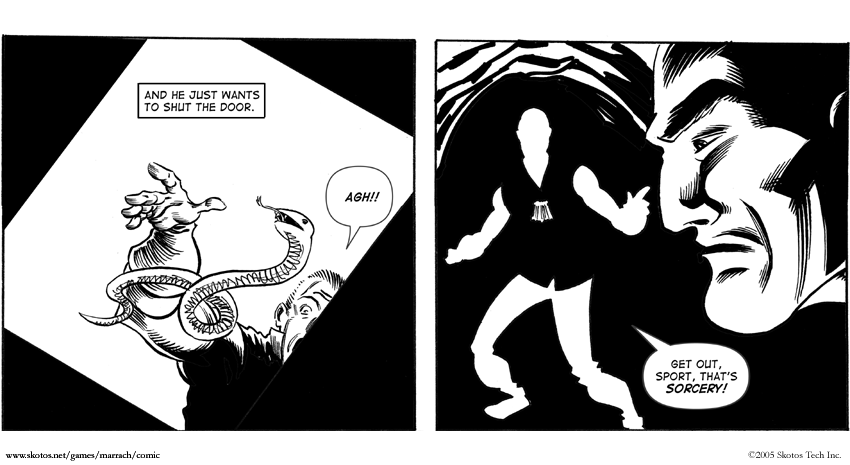 AND HE JUST WANTS
TO SHUT THE DOOR.
AGH!!
GET OUT,
SPORT, THAT'S
SORCERY!
www.skotos.net/games/marrach/comic
©2005 Skotos Tech Inc.